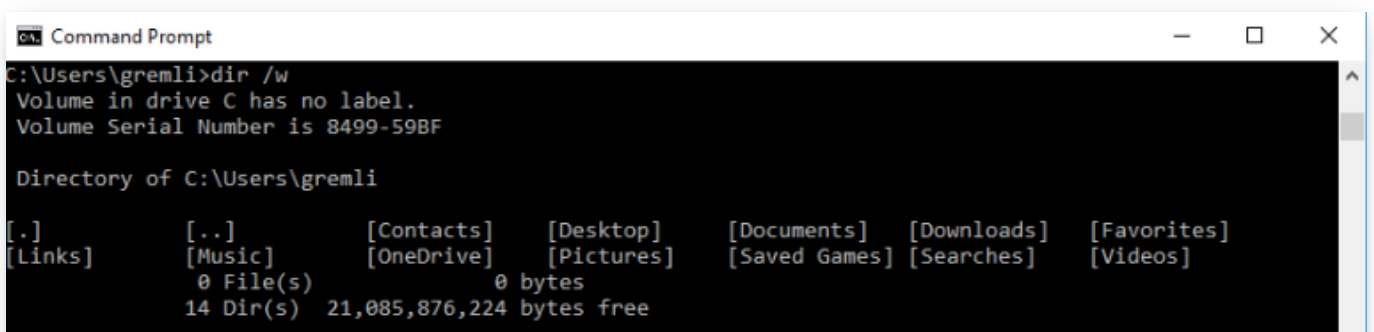 Command Prompt
C:\Users\gremli>dir /w
Volume in drive C has no label.
Volume Serial Number is 8499-59BF
Directory of C:\Users\gremli
[.] [..] [Contacts] [Desktop] [Documents] [Downloads] [Favorites]
[Links] [Music] [OneDrive] [Pictures] [Saved Games] [Searches] [Videos]
0 File(s) 0 bytes
14 Dir(s) 21,085,876,224 bytes free